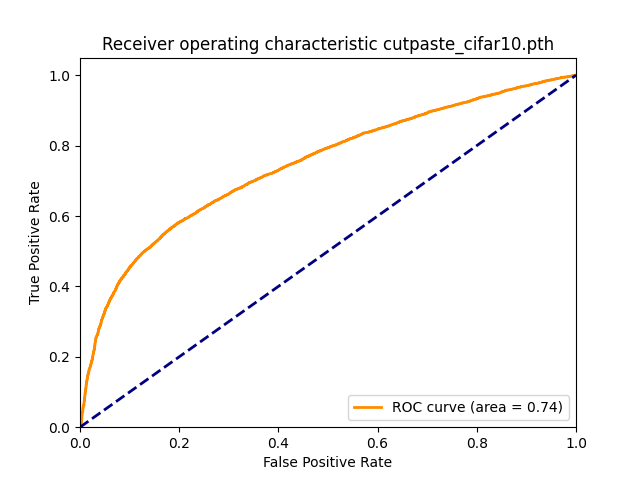 Receiver operating characteristic cutpaste_cifar10.pth
True Positive Rate
1.0
0.8
0.6
0.4
0.2
0.0
ROC curve (area = 0.74)
0.0 0.2 0.4 0.6 0.8 1.0
False Positive Rate